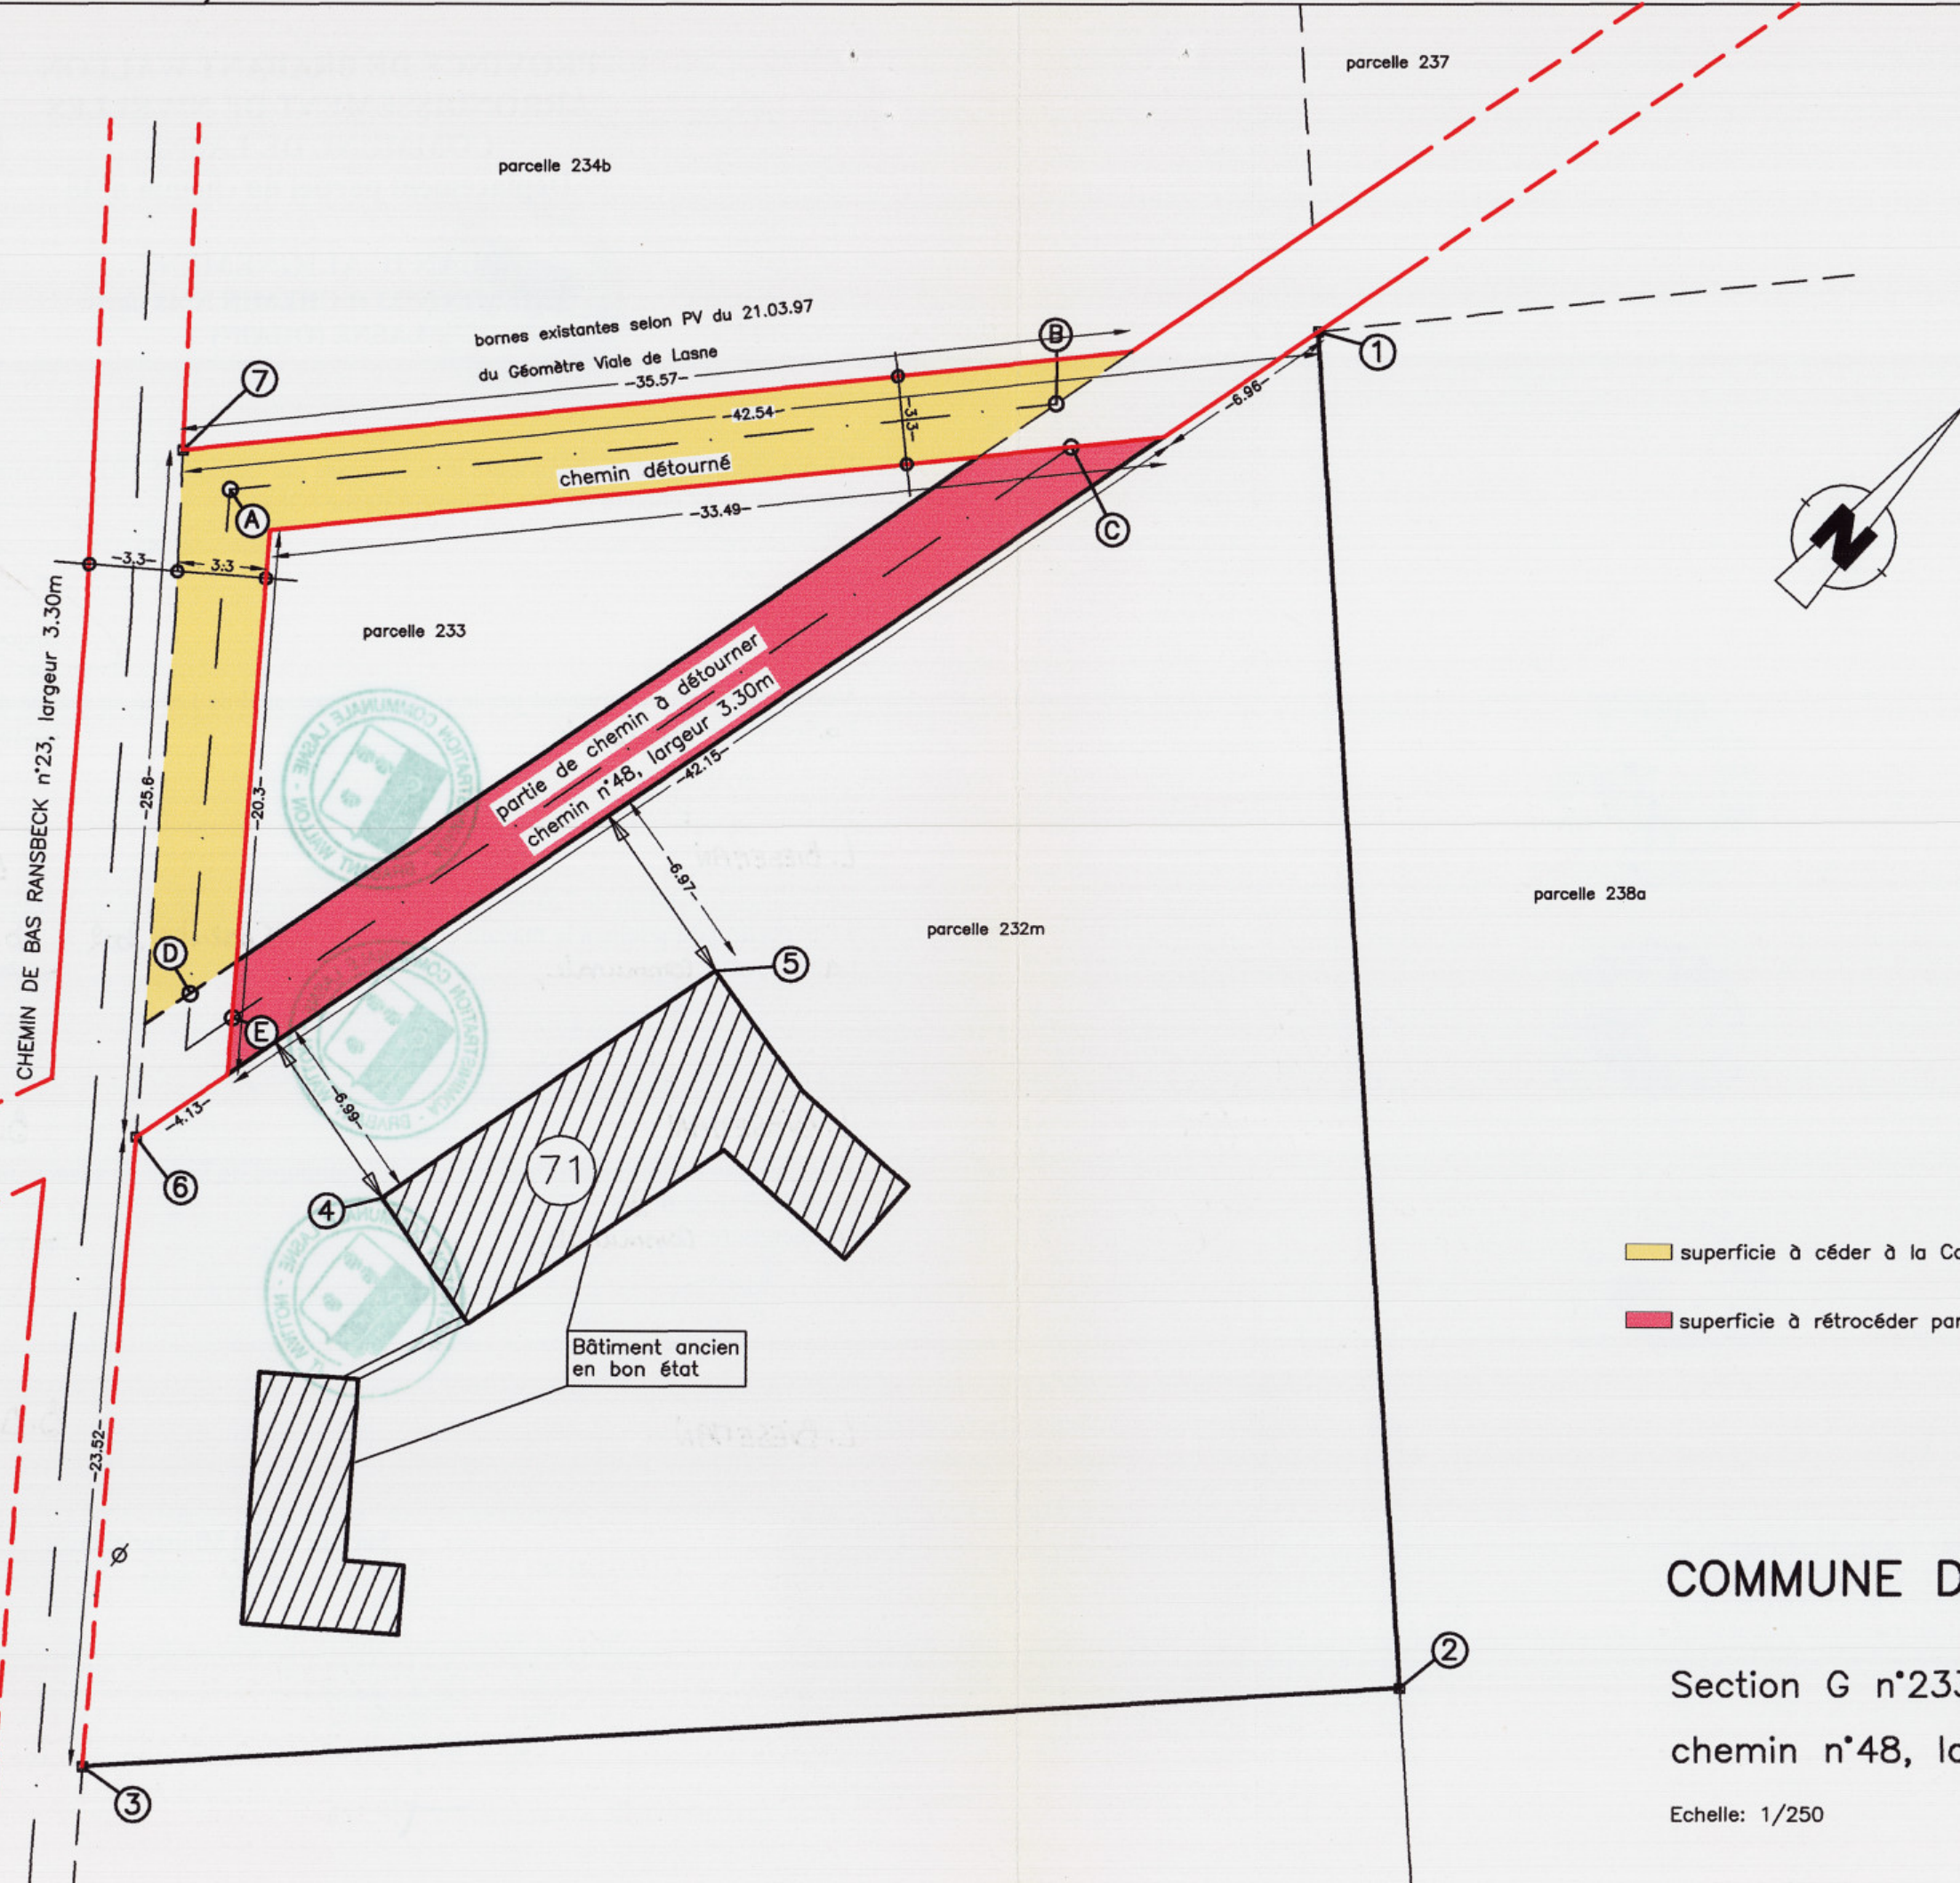 parcelle 237
parcelle 234b
bornes existantes selon PV du 21.03.97
du Géomètre Viale de Lasne
-35.57-
-42.54-
-3.3-
B
1
-6.96-
7
A
chemin détourné
-33.49-
C
N
-3.3-
3.3
CHEMIN DE BAS RANSBECK n°23, largeur 3.30m
parcelle 233
-25.6-
-20.3-
partie de chemin à détourner
chemin n°48, largeur 3.30m
-42.15-
-6.97-
parcelle 238a
parcelle 232m
D
5
E
-6.99-
-4.13-
6
4
71
superficie à céder à la Co
superficie à rétrocéder par
Bâtiment ancien
en bon état
-23.52-
COMMUNE D
2
Section G n°233
chemin n°48, la
3
Echelle: 1/250